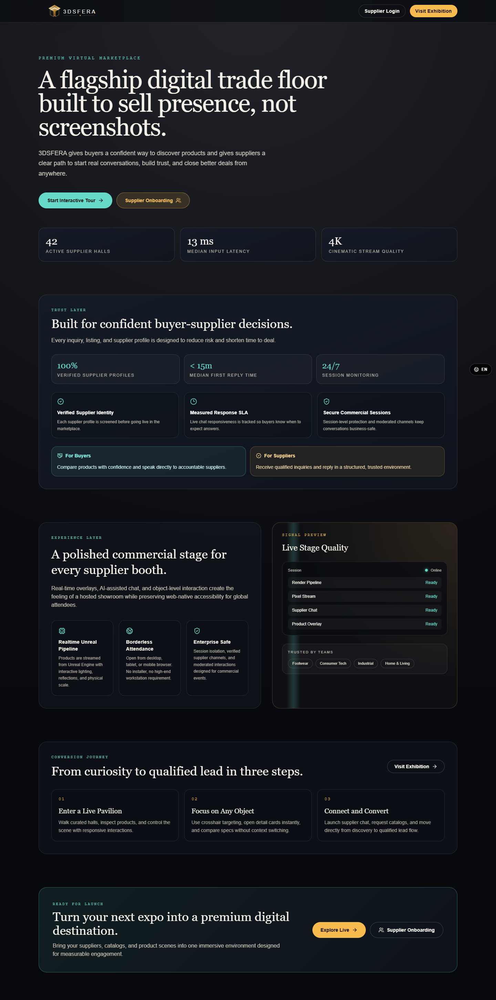 3DSFERA
Supplier Login
Visit Exhibition
PREMIUM VIRTUAL MARKETPLACE
A flagship digital trade floor
built to sell presence, not
screenshots.
3DSFERA gives buyers a confident way to discover products and gives suppliers a
clear path to start real conversations, build trust, and close better deals from
anywhere.
Start Interactive Tour
Supplier Onboarding
42
ACTIVE SUPPLIER HALLS
13 ms
MEDIAN INPUT LATENCY
4K
CINEMATIC STREAM QUALITY
TRUST LAYER
Built for confident buyer-supplier decisions.
Every inquiry, listing, and supplier profile is designed to reduce risk and shorten time to deal.
100%
VERIFIED SUPPLIER PROFILES
< 15m
MEDIAN FIRST REPLY TIME
24/7
SESSION MONITORING
EN
Verified Supplier Identity
Each supplier profile is screened before going live in the
marketplace.
Measured Response SLA
Live chat responsiveness is tracked so buyers know when to
expect answers.
Secure Commercial Sessions
Session-level protection and moderated channels keep
conversations business-safe.
For Buyers
Compare products with confidence and speak directly to accountable suppliers.
For Suppliers
Receive qualified inquiries and reply in a structured, trusted environment.
EXPERIENCE LAYER
A polished commercial stage for
every supplier booth.
Real-time overlays, AI-assisted chat, and object-level interaction create the
feeling of a hosted showroom while preserving web-native accessibility for global
attendees.
Realtime Unreal
Pipeline
Products are streamed
from Unreal Engine with
interactive lighting,
reflections, and physical
scale.
Borderless
Attendance
Open from desktop,
tablet, or mobile browser.
No installer, no high-end
workstation requirement.
Enterprise Safe
Session isolation, verified
supplier channels, and
moderated interactions
designed for commercial
events.
SIGNAL PREVIEW
Live Stage Quality
Session
Online
Render Pipeline
Ready
Pixel Stream
Ready
Supplier Chat
Ready
Product Overlay
Ready
TRUSTED BY TEAMS
Footwear
Consumer Tech
Industrial
Home & Living
CONVERSION JOURNEY
From curiosity to qualified lead in three steps.
Visit Exhibition
01
Enter a Live Pavilion
Walk curated halls, inspect products, and control the
scene with responsive interactions.
02
Focus on Any Object
Use crosshair targeting, open detail cards instantly,
and compare specs without context switching.
03
Connect and Convert
Launch supplier chat, request catalogs, and move
directly from discovery to qualified lead flow.
READY FOR LAUNCH
Turn your next expo into a premium digital
destination.
Bring your suppliers, catalogs, and product scenes into one immersive environment designed
for measurable engagement.
Explore Live
Supplier Onboarding